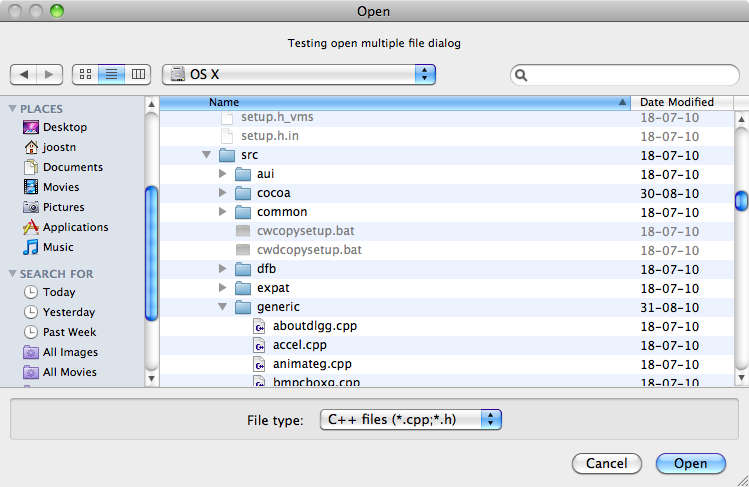 Open
Testing open multiple file dialog
OS X
Name Date Modified
PLACES
Desktop
joostn
Documents
Movies
Pictures
Applications
Music
SEARCH FOR
Today
Yesterday
Past Week
All Images
All Movies
setup.h_vms 18-07-10
setup.h.in 18-07-10
src 18-07-10
aui 18-07-10
cocoa 30-08-10
common 18-07-10
cwcopysetup.bat 18-07-10
cwdcopysetup.bat 18-07-10
dfb 18-07-10
expat 18-07-10
generic 31-08-10
aboutdlgg.cpp 18-07-10
accel.cpp 18-07-10
animateg.cpp 18-07-10
bmpcboxg.cpp 18-07-10
File type: C++ files (*.cpp;*.h)
Cancel Open